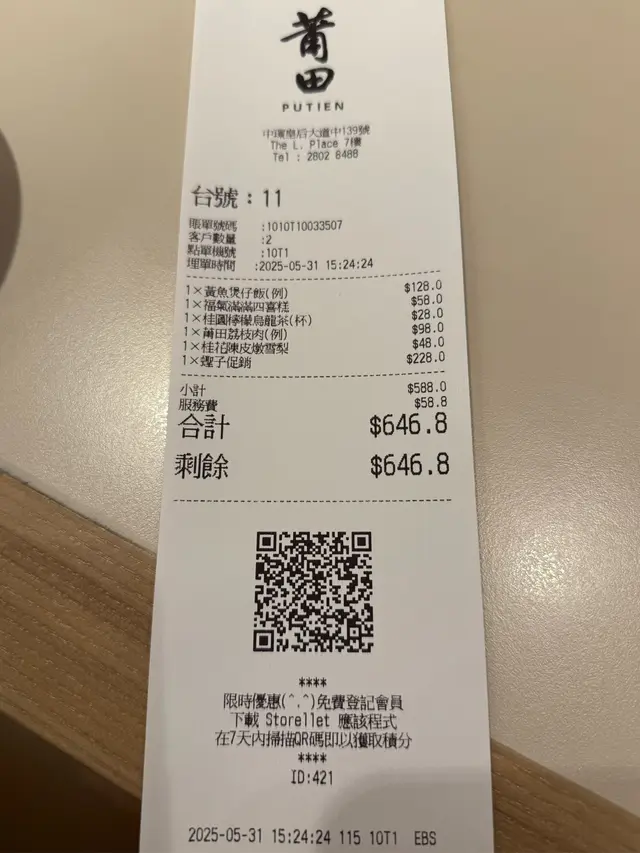 莆田
PUTIEN
中環皇后大道中139號
The L. Place 7樓
Tel : 2802 8488
台號：11
賬單號碼 :1010T10033507
客戶數量 :2
點單機號 :10T1
埋單時間 :2025-05-31 15:24:24
1×黃魚煲仔飯(例) $128.0
1×福氣滿滿四喜糕 $58.0
1×桂圓檸檬烏龍茶(杯) $28.0
1×莆田荔枝肉(例) $98.0
1×桂花陳皮燉雪梨 $48.0
1×蟶子促銷 $228.0
小計 $588.0
服務費 $58.8
合計 $646.8
剩餘 $646.8
****
限時優惠(^.^)免費登記會員
下載 Storellet 應該程式
在7天內掃描QR碼即以獲取積分
****
ID:421
2025-05-31 15:24:24 115 10T1 EBS